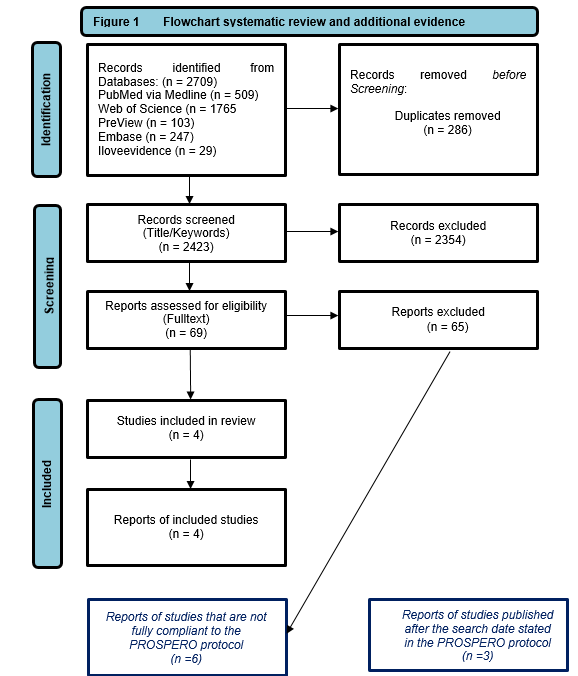 Figure 1 Flowchart systematic review and additional evidence
Identification
Records identified from
Databases: (n = 2709)
PubMed via Medline (n = 509)
Web of Science (n = 1765
PreView (n = 103)
Embase (n = 247)
Iloveevidence (n = 29)
Records removed before
Screening:
Duplicates removed
(n = 286)
Screening
Records screened
(Title/Keywords)
(n = 2423)
Records excluded
(n = 2354)
Reports assessed for eligibility
(Fulltext)
(n = 69)
Reports excluded
(n = 65)
Included
Studies included in review
(n = 4)
Reports of included studies
(n = 4)
Reports of studies that are not
fully compliant to the
PROSPERO protocol
(n =6)
Reports of studies published
after the search date stated
in the PROSPERO protocol
(n =3)